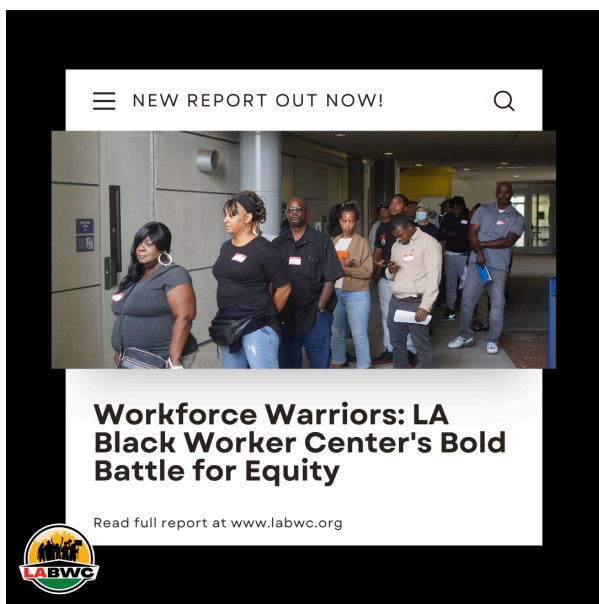 NEW REPORT OUT NOW!
Workforce Warriors: LA
Black Worker Center's Bold
Battle for Equity
Read full report at www.labwc.org
LABWC